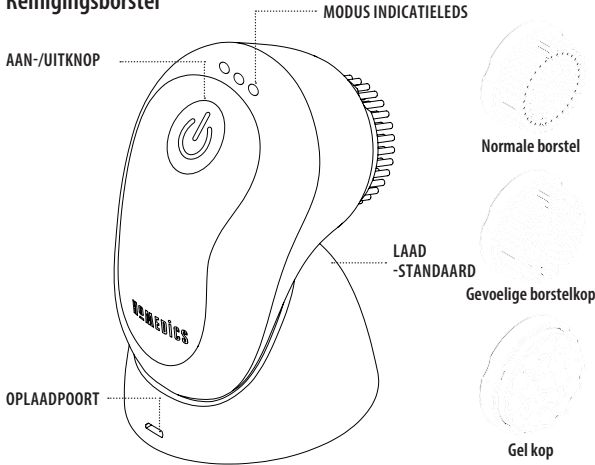 Reinigingsborstel
MODUS INDICATIELEDS
AAN-/UITKNOP
Normale borstel
LAAD
-STANDAARD
Gevoelige borstelkop
HOMEDICS
OPLAADPOORT
Gel kop